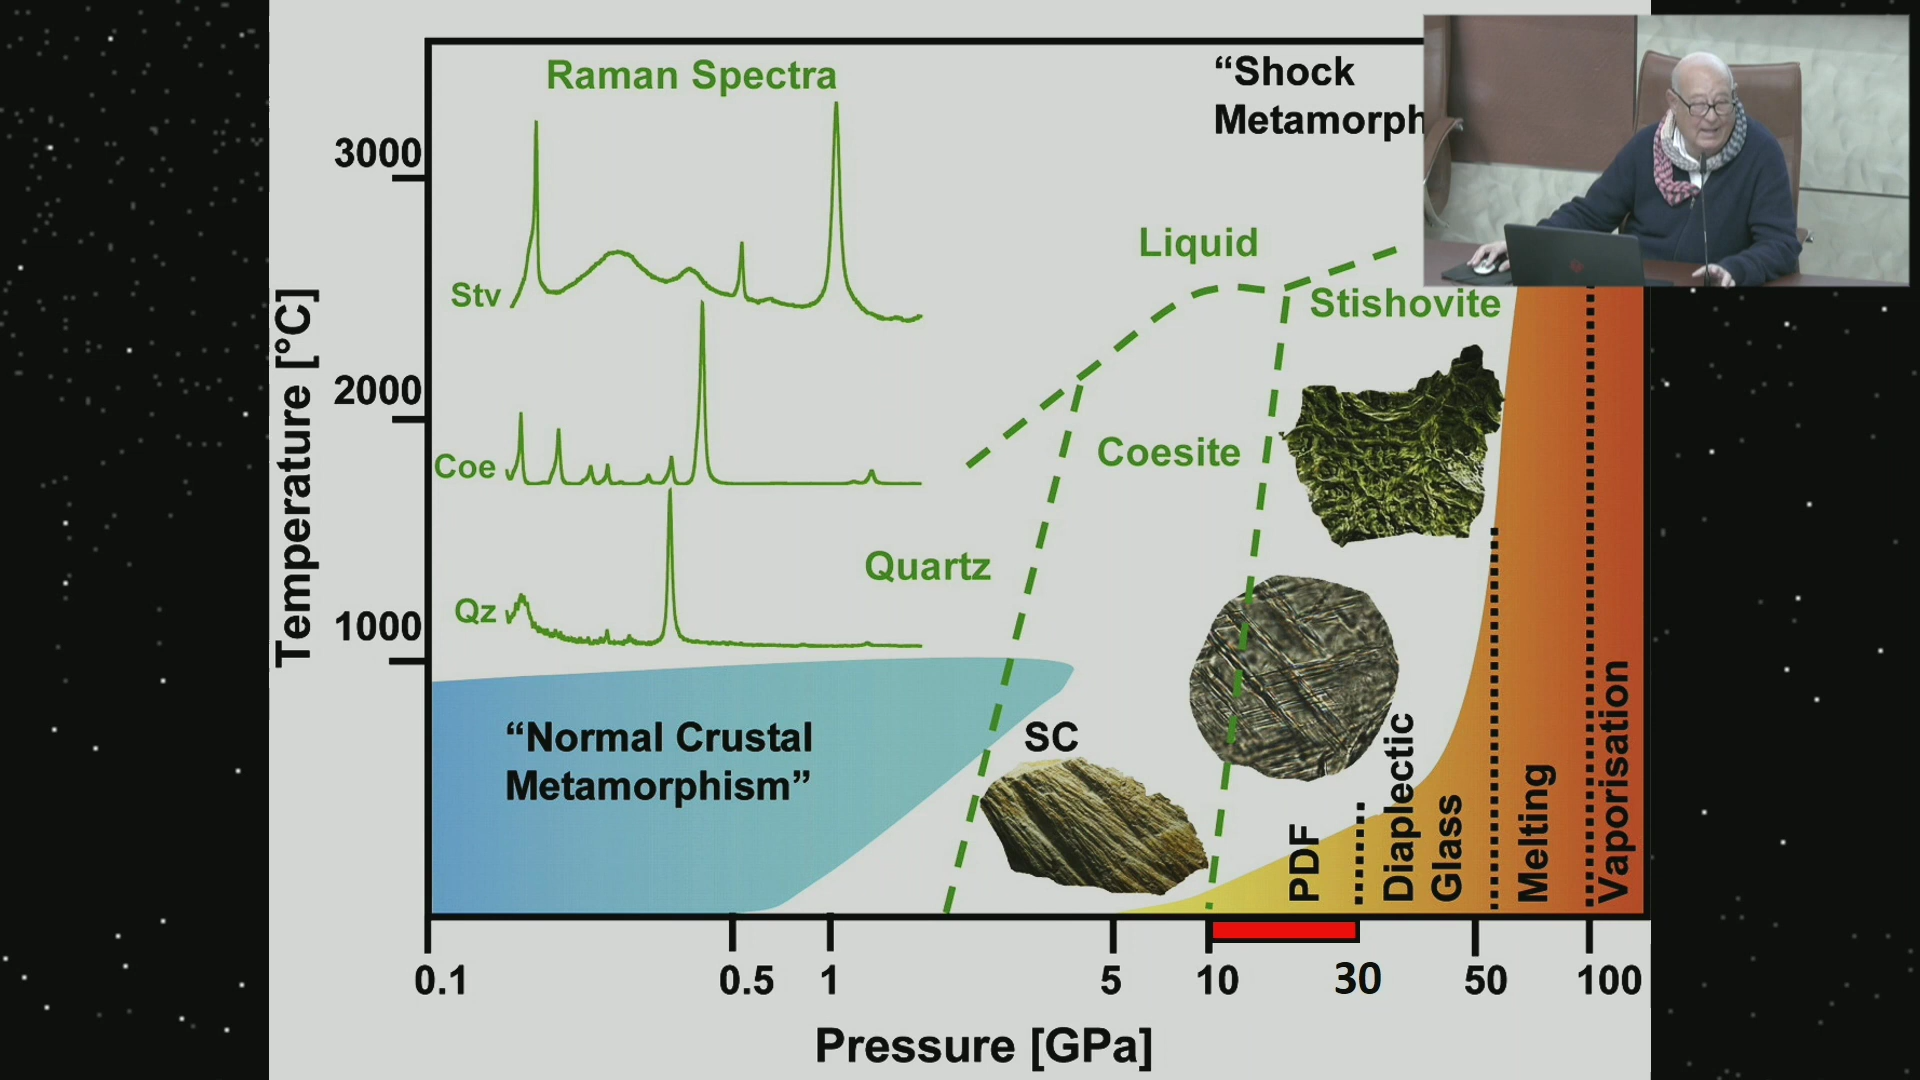 Raman Spectra
“Shock
Metamorph
3000
Liquid
Stv
Stishovite
Temperature [°C]
2000
Coesite
Coe
Quartz
Qz
1000
“Normal Crustal
Metamorphism”
SC
PDF
Diaplectic
Glass
Melting
Vaporisation
0.1
0.5
1
5
10
30
50
100
Pressure [GPa]